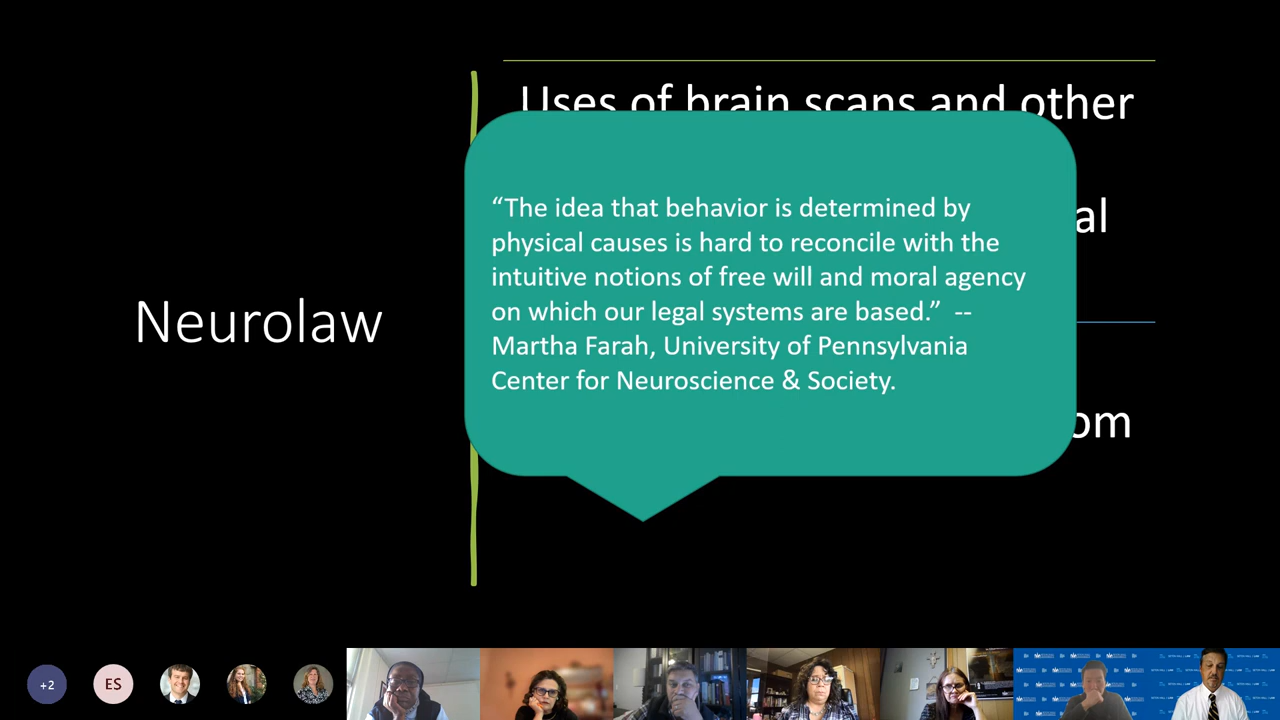 Uses of brain scans and other
al
Neurolaw
om
“The idea that behavior is determined by
physical causes is hard to reconcile with the
intuitive notions of free will and moral agency
on which our legal systems are based.” --
Martha Farah, University of Pennsylvania
Center for Neuroscience & Society.
+2
ES